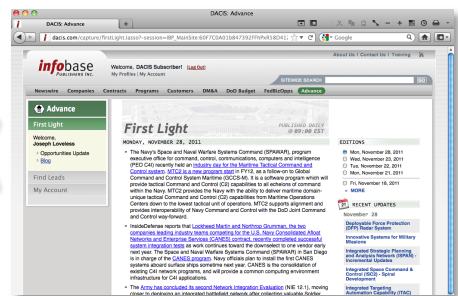 DACIS: Advance
DACIS: Advance
dacis.com/capture/firstLight.lasso?-session=BP_MainSite:60F7C0A01b847392FFhPxR158D41
Google
About Us | Contact Us | Training
infobase
PUBLISHERS INC.
Welcome, DACIS Subscriber! [Log Out]
My Profiles | My Account
SITEWIDE SEARCH
GO
Newswire Companies Contracts Programs Customers DM&A DoD Budget FedBizOpps Advance
Advance
First Light
Welcome,
Joseph Loveless
Opportunities Update
Blog
Find Leads
My Account
First Light
PUBLISHED DAILY
@ 09:00 EST
MONDAY, NOVEMBER 28, 2011
The Navy's Space and Naval Warfare Systems Command (SPAWAR), program
executive office for command, control, communications, computers and intelligence
(PEO C4I) recently held an industry day for the Maritime Tactical Command and
Control system. MTC2 is a new program start in FY12, as a follow-on to Global
Command and Control System Maritime (GCCS-M). It is a software program which will
provide tactical Command and Control (C2) capabilities to all echelons of command
within the Navy. MTC2 provides the Navy with the ability to deliver maritime domain-
unique tactical Command and Control (C2) capabilities from Maritime Operations
Centers down to the lowest tactical unit of operations. MTC2 supports alignment and
provides interoperability of Navy Command and Control with the DoD Joint Command
and Control way-forward.
InsideDefense reports that Lockheed Martin and Northrop Grumman, the two
companies leading industry teams competing for the U.S. Navy Consolidated Afloat
Networks and Enterprise Services (CANES) contract, recently completed successful
system integration tests as work continues toward the downselect to one vendor early
next year. The Space and Naval Warfare Systems Command (SPAWAR) in San Diego
is in charge of the CANES program. Navy officials plan to install the first CANES
systems aboard surface ships sometime next year. CANES is the consolidation of
existing C4I network programs, and will provide a common computing environment
infrastructure for C4I applications.
The Army has concluded its second Network Integration Evaluation (NIE 12.1), moving
closer to deploying an integrated battlefield network after collecting valuable Soldier
EDITIONS
Mon, November 28, 2011
Wed, November 23, 2011
Tue, November 22, 2011
Mon, November 21, 2011
Fri, November 18, 2011
MORE
RECENT UPDATES
November 28
Deployable Force Protection
(DFP) Radar System
Innovative Systems for Military
Missions
Integrated Strategic Planning
and Analysis Network (ISPAN) -
Incremental Updates
Integrated Space Command &
Control (ISC2) - Spiral
Development
Integrated Targeting
Automation Capability (ITAC)